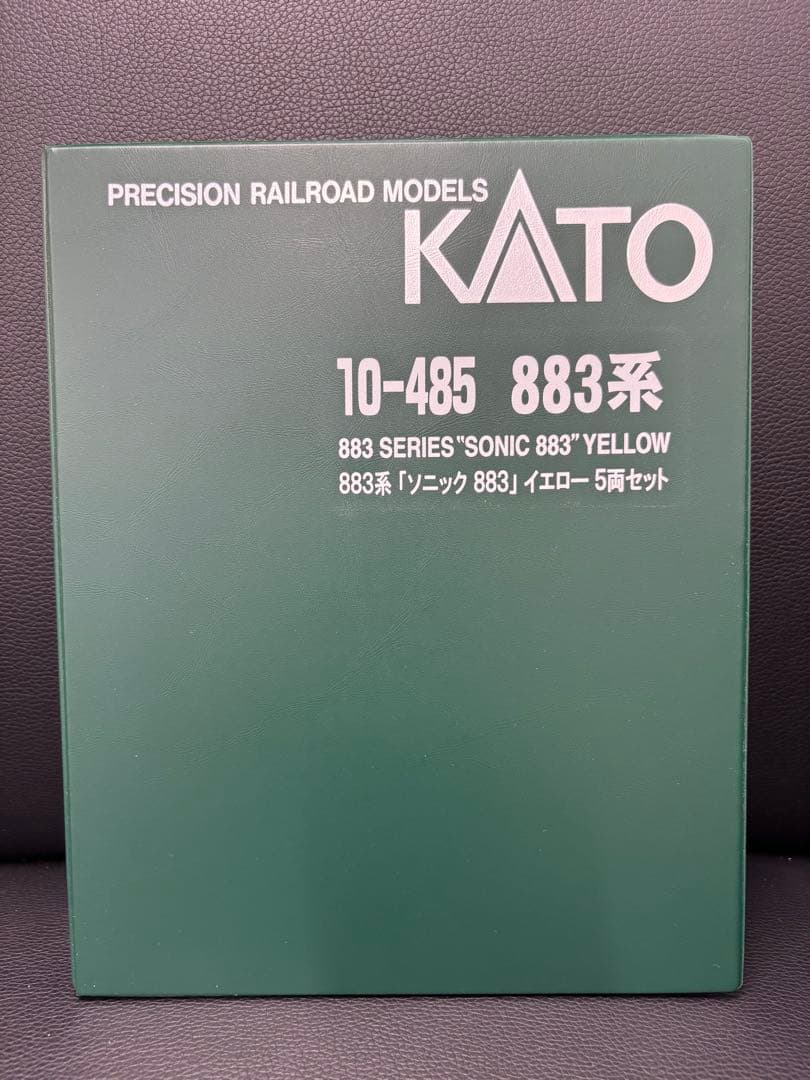 PRECISION RAILROAD MODELS
KATO
10-485 883系
883 SERIES "SONIC 883" YELLOW
883系「ソニック 883」イエロー 5両セット